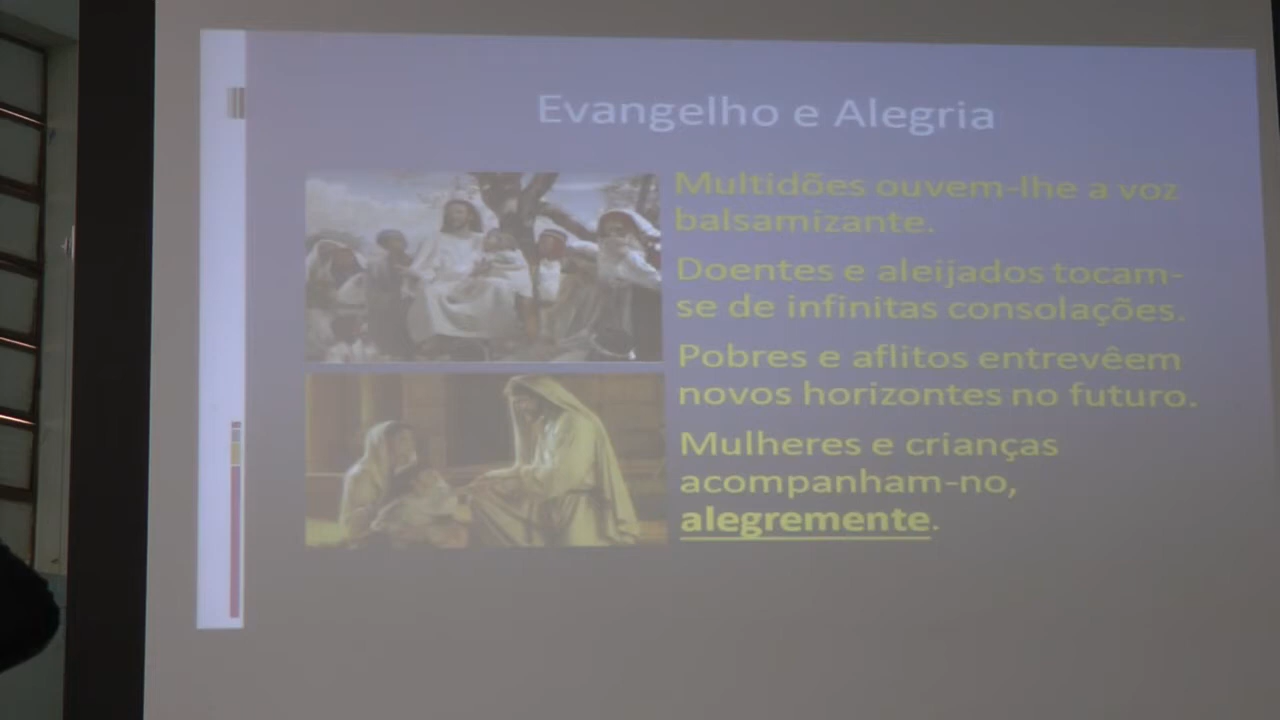 Evangelho e Alegria
Multidões ouvem-lhe a voz
balsamizante.
Doentes e aleijados tocam-
se de infinitas consolações.
Pobres e aflitos entrevêem
novos horizontes no futuro.
Mulheres e crianças
acompanham-no,
alegremente.